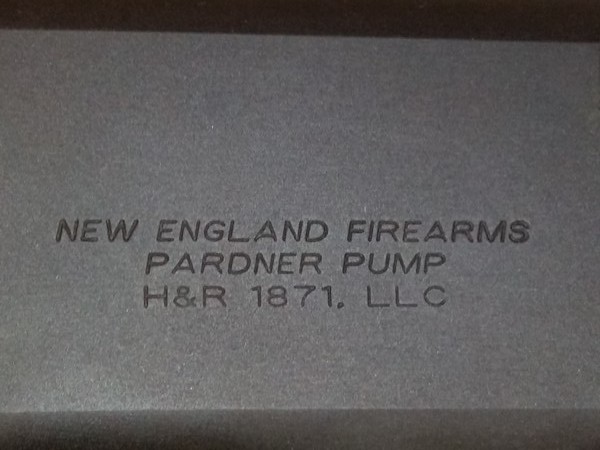 NEW ENGLAND FIREARMS
PARDNER PUMP
H&R 1871, LLC